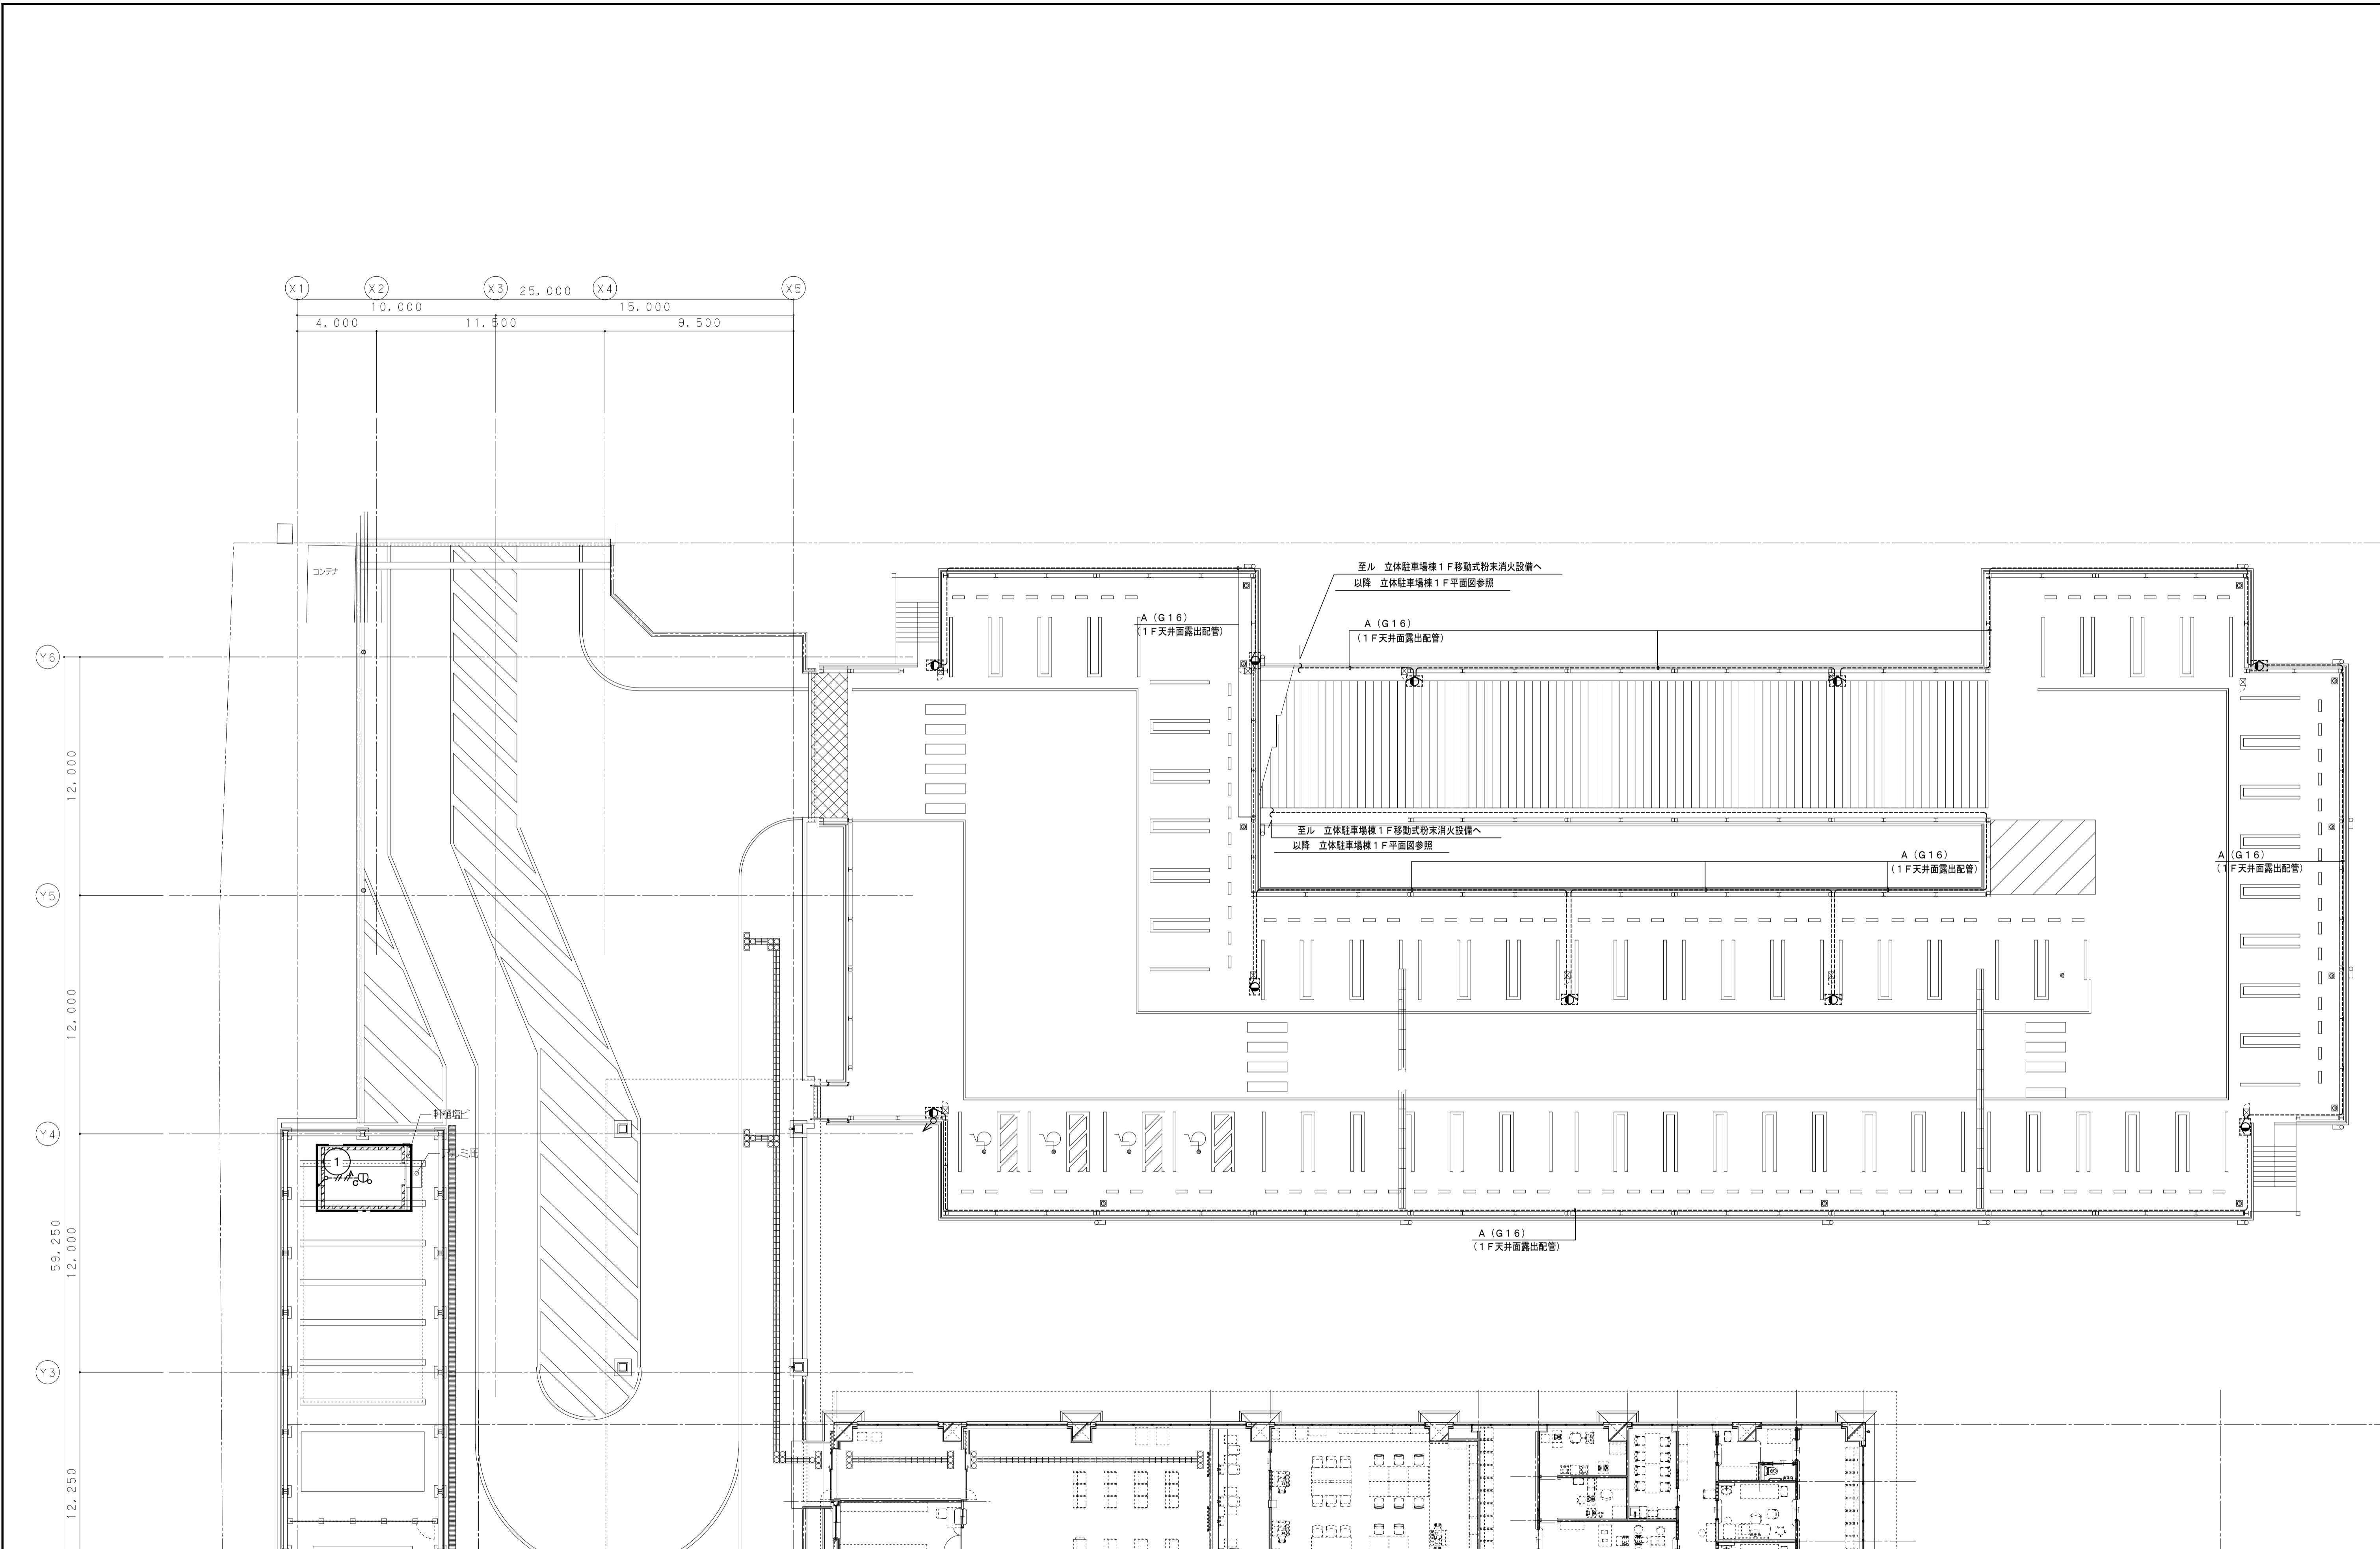 X1
X2
X3
X4
X5
25,000
10,000
15,000
4,000
11,500
9,500
コンテナ
至ル 立体駐車場棟1F移動式粉末消火設備へ
以降 立体駐車場棟1F平面図参照
A(G16)
(1F天井面露出配管)
A(G16)
(1F天井面露出配管)
Y6
12,000
至ル 立体駐車場棟1F移動式粉末消火設備へ
以降 立体駐車場棟1F平面図参照
A(G16)
(1F天井面露出配管)
A(G16)
(1F天井面露出配管)
Y5
12,000
軒樋塩ビ
Y4
アルミ庇
1
A
C
59,250
12,000
A(G16)
(1F天井面露出配管)
Y3
12,250